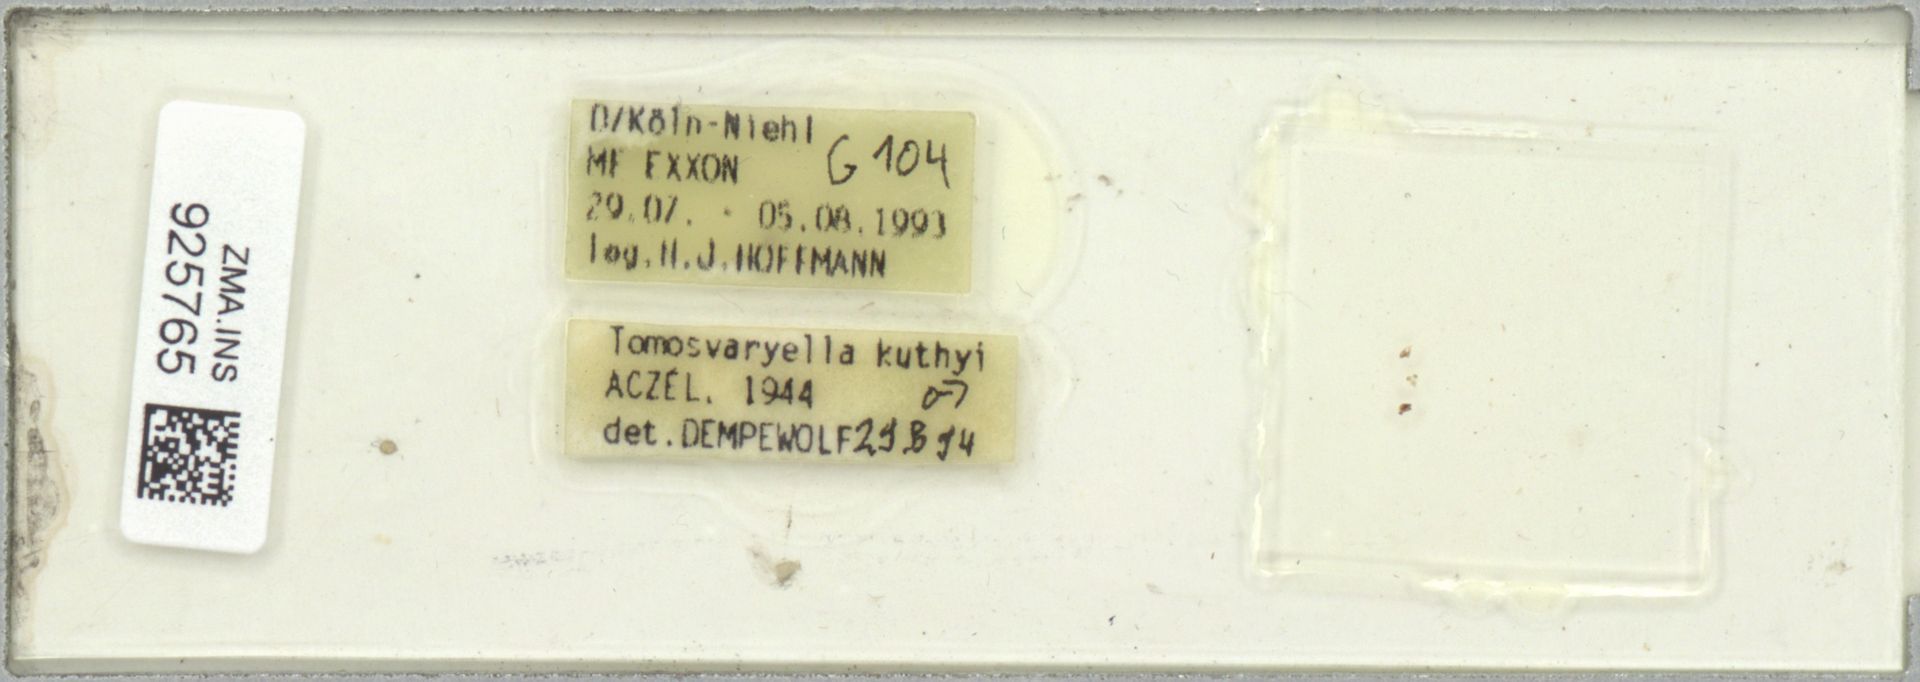 ZMA.INS
925765
D/Köln-Niehl
MF EXXON G 104
29.07. - 05.08.1993
leg. H.J. HOFFMANN
Tomosvaryella kuthyi
ACZÉL. 1944 ♂
det. DEMPEWOLF